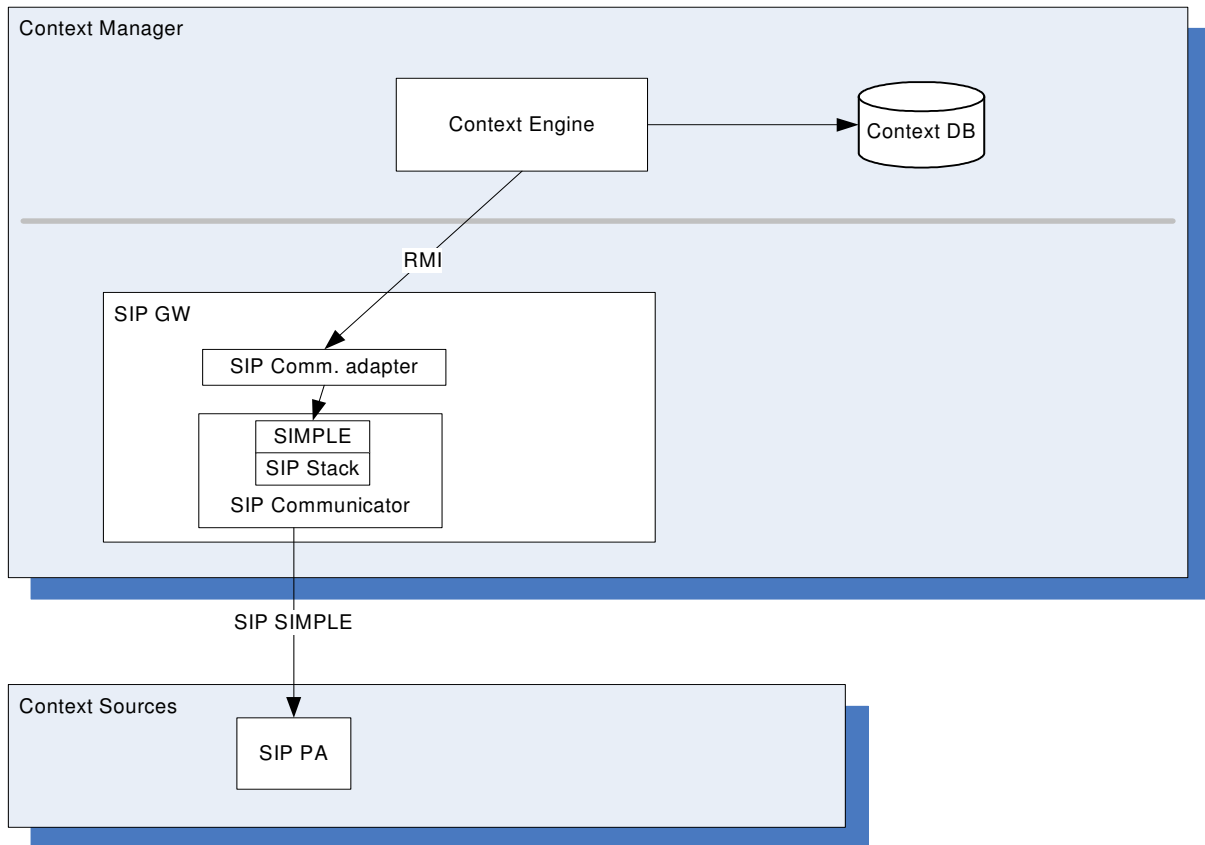 Context Manager
Context Engine
Context DB
RMI
SIP GW
SIP Comm. adapter
SIMPLE
SIP Stack
SIP Communicator
SIP SIMPLE
Context Sources
SIP PA